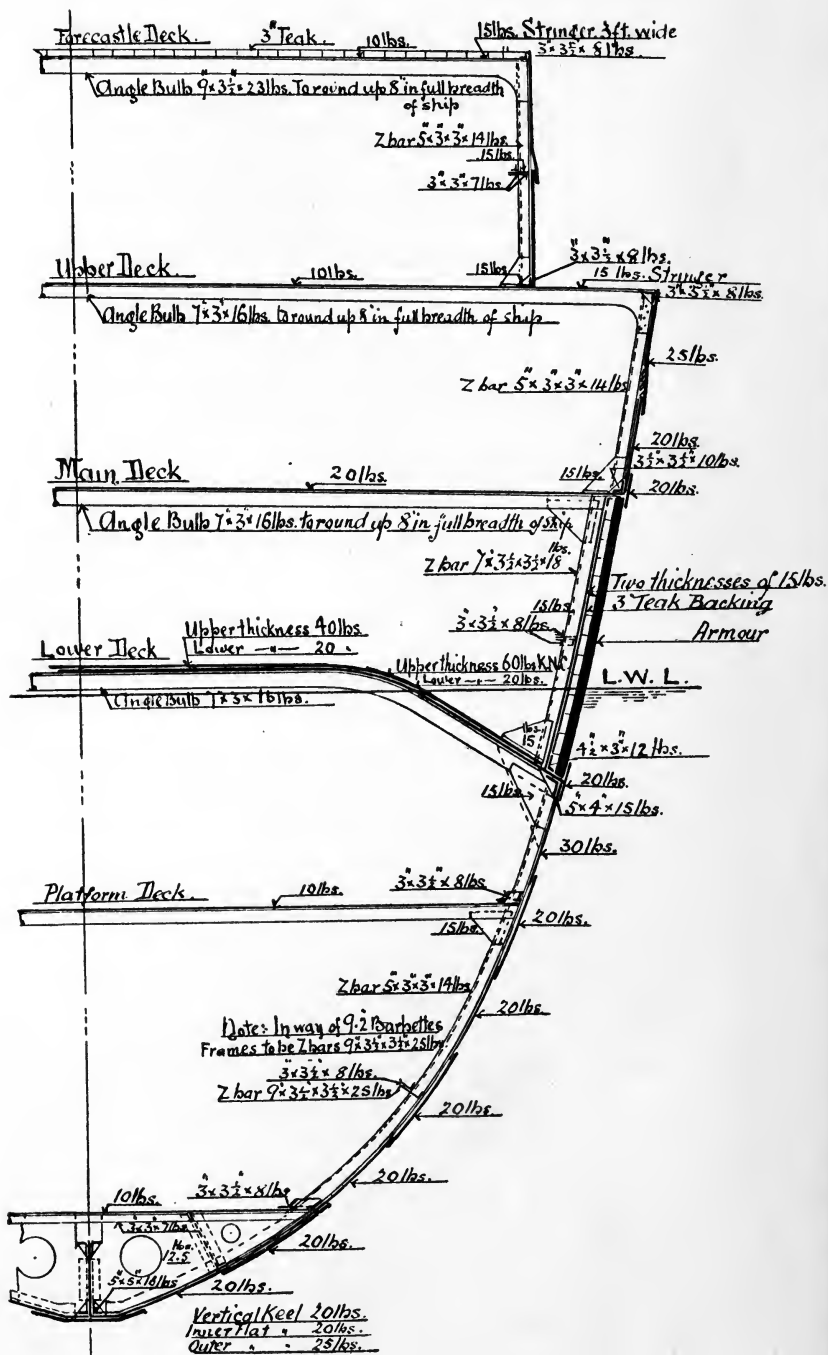 Forecastle Deck. 3" Teak. 10lbs. 15lbs. Stringer. 3ft. wide
3" × 3½" × 8lbs
Angle Bulb 9" × 3½" × 23lbs. To round up 8" in full breadth
of ship
Z bar 5" × 3" × 3" × 14lbs
15lbs
3" × 3" × 7lbs
3" × 3½" × 8lbs.
Upper Deck. 10lbs. 15lbs 15 lbs. Stringer
3" × 3½" × 8lbs.
Angle Bulb 7" × 3" × 16lbs. to round up 8" in full breadth of ship
25lbs.
Z bar 5" × 3" × 3" × 14lbs
20lbs.
Main Deck 20lbs. 15lbs. 3½" × 3½" × 10lbs.
20lbs.
Angle Bulb 7" × 3" × 16lbs. to round up 8" in full breadth of ship
lbs.
Z bar 7" × 3½" × 3½" × 18
Two thicknesses of 15lbs.
15lbs. 3" Teak Backing
3" × 3½" × 8lbs. Armour
Upper thickness 40lbs.
Lower Deck Lower –〃– 20.
Upper thickness 60lbs KNC
Lower –〃– 20lbs.
L. W. L.
Angle Bulb 7" × 3" × 16lbs.
lbs.
15
4½" × 3" × 12 lbs.
20lbs.
15lbs.
5" × 4" × 15lbs.
30lbs.
3" × 3½" × 8lbs.
Platform Deck. 10lbs.
20lbs.
15lbs.
Z bar 5" × 3" × 3" × 14lbs
20lbs.
Note: In way of 9·2" Barbettes
Frames to be Z bars 9" × 3½" × 3½" × 25lbs.
3" × 3½" × 8lbs.
Z bar 9" × 3½" × 3½" × 25lbs
20lbs.
20lbs.
10lbs. 3" × 3½" × 8lbs
3" × 3" × 7lbs.
lbs.
12.5
20lbs.
5" × 5" × 18lbs
20lbs.
Vertical Keel 20lbs.
Inner Flat 〃 20lbs.
Outer 〃 〃 25lbs.